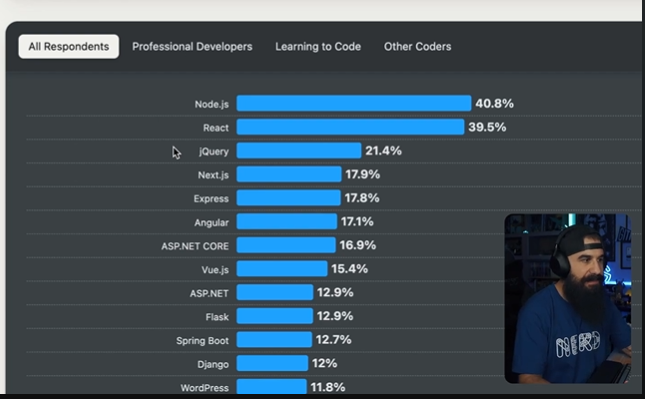 All Respondents Professional Developers Learning to Code Other Coders
Node.js 40.8%
React 39.5%
jQuery 21.4%
Next.js 17.9%
Express 17.8%
Angular 17.1%
ASP.NET CORE 16.9%
Vue.js 15.4%
ASP.NET 12.9%
Flask 12.9%
Spring Boot 12.7%
Django 12%
WordPress 11.8%
NERD